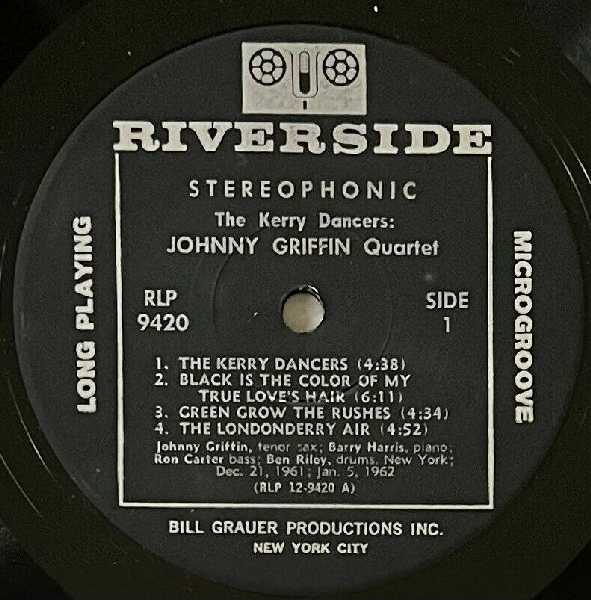 RIVERSIDE
STEREOPHONIC
The Kerry Dancers:
JOHNNY GRIFFIN Quartet
LONG PLAYING
MICROGROOVE
RLP
9420
SIDE
1
1. THE KERRY DANCERS (4:38)
2. BLACK IS THE COLOR OF MY
TRUE LOVE'S HAIR (6:11)
3. GREEN GROW THE RUSHES (4:34)
4. THE LONDONDERRY AIR (4:52)
Johnny Griffin, tenor sax; Barry Harris, piano;
Ron Carter bass; Ben Riley, drums. New York;
Dec. 21, 1961; Jan. 5, 1962
(RLP 12-9420 A)
BILL GRAUER PRODUCTIONS INC.
NEW YORK CITY